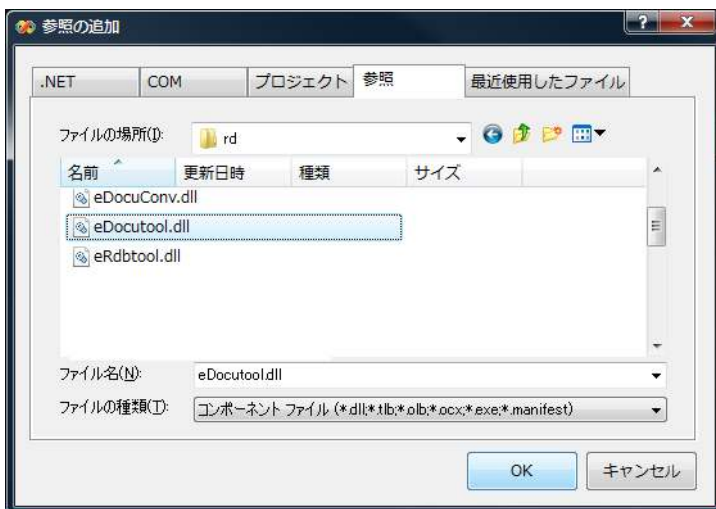 参照の追加
.NET COM プロジェクト 参照 最近使用したファイル
ファイルの場所(I): rd
名前 更新日時 種類 サイズ
eDocuConv.dll
eDocutool.dll
eRdbtool.dll
ファイル名(N): eDocutool.dll
ファイルの種類(T): コンポーネント ファイル (*.dll;*.tlb;*.olb;*.ocx;*.exe;*.manifest)
OK キャンセル